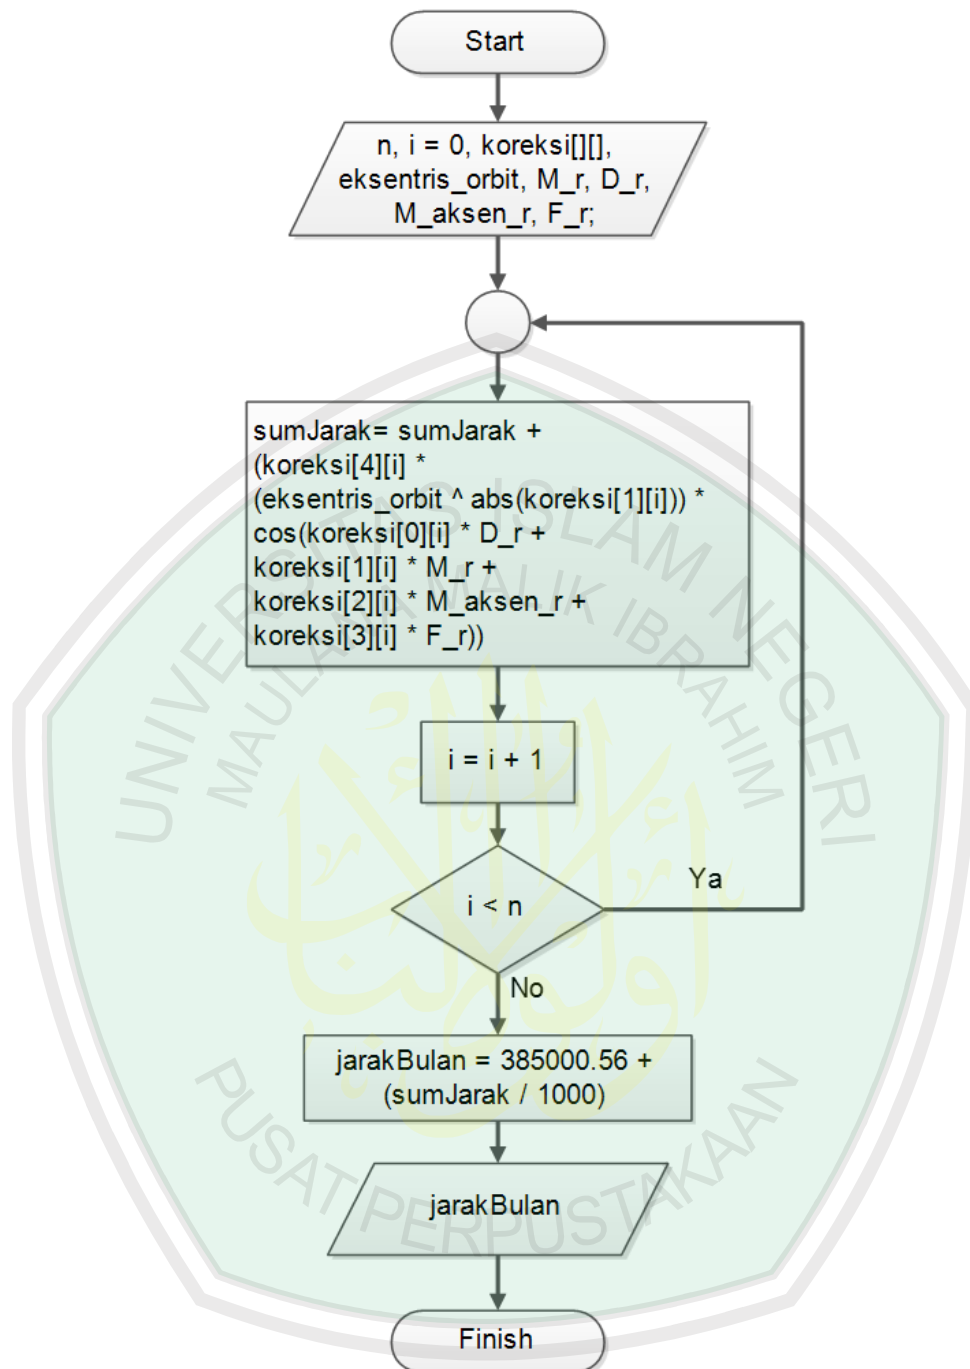 Start
n, i = 0, koreksi[][],
eksentris_orbit, M_r, D_r,
M_aksen_r, F_r;
sumJarak= sumJarak +
(koreksi[4][i] *
(eksentris_orbit ^ abs(koreksi[1][i])) *
cos(koreksi[0][i] * D_r +
koreksi[1][i] * M_r +
koreksi[2][i] * M_aksen_r +
koreksi[3][i] * F_r))
i = i + 1
i < n
Ya
No
jarakBulan = 385000.56 +
(sumJarak / 1000)
jarakBulan
Finish
UNIVERSITAS ISLAM NEGERI
MAULANA MALIK IBRAHIM
PUSAT PERPUSTAKAAN